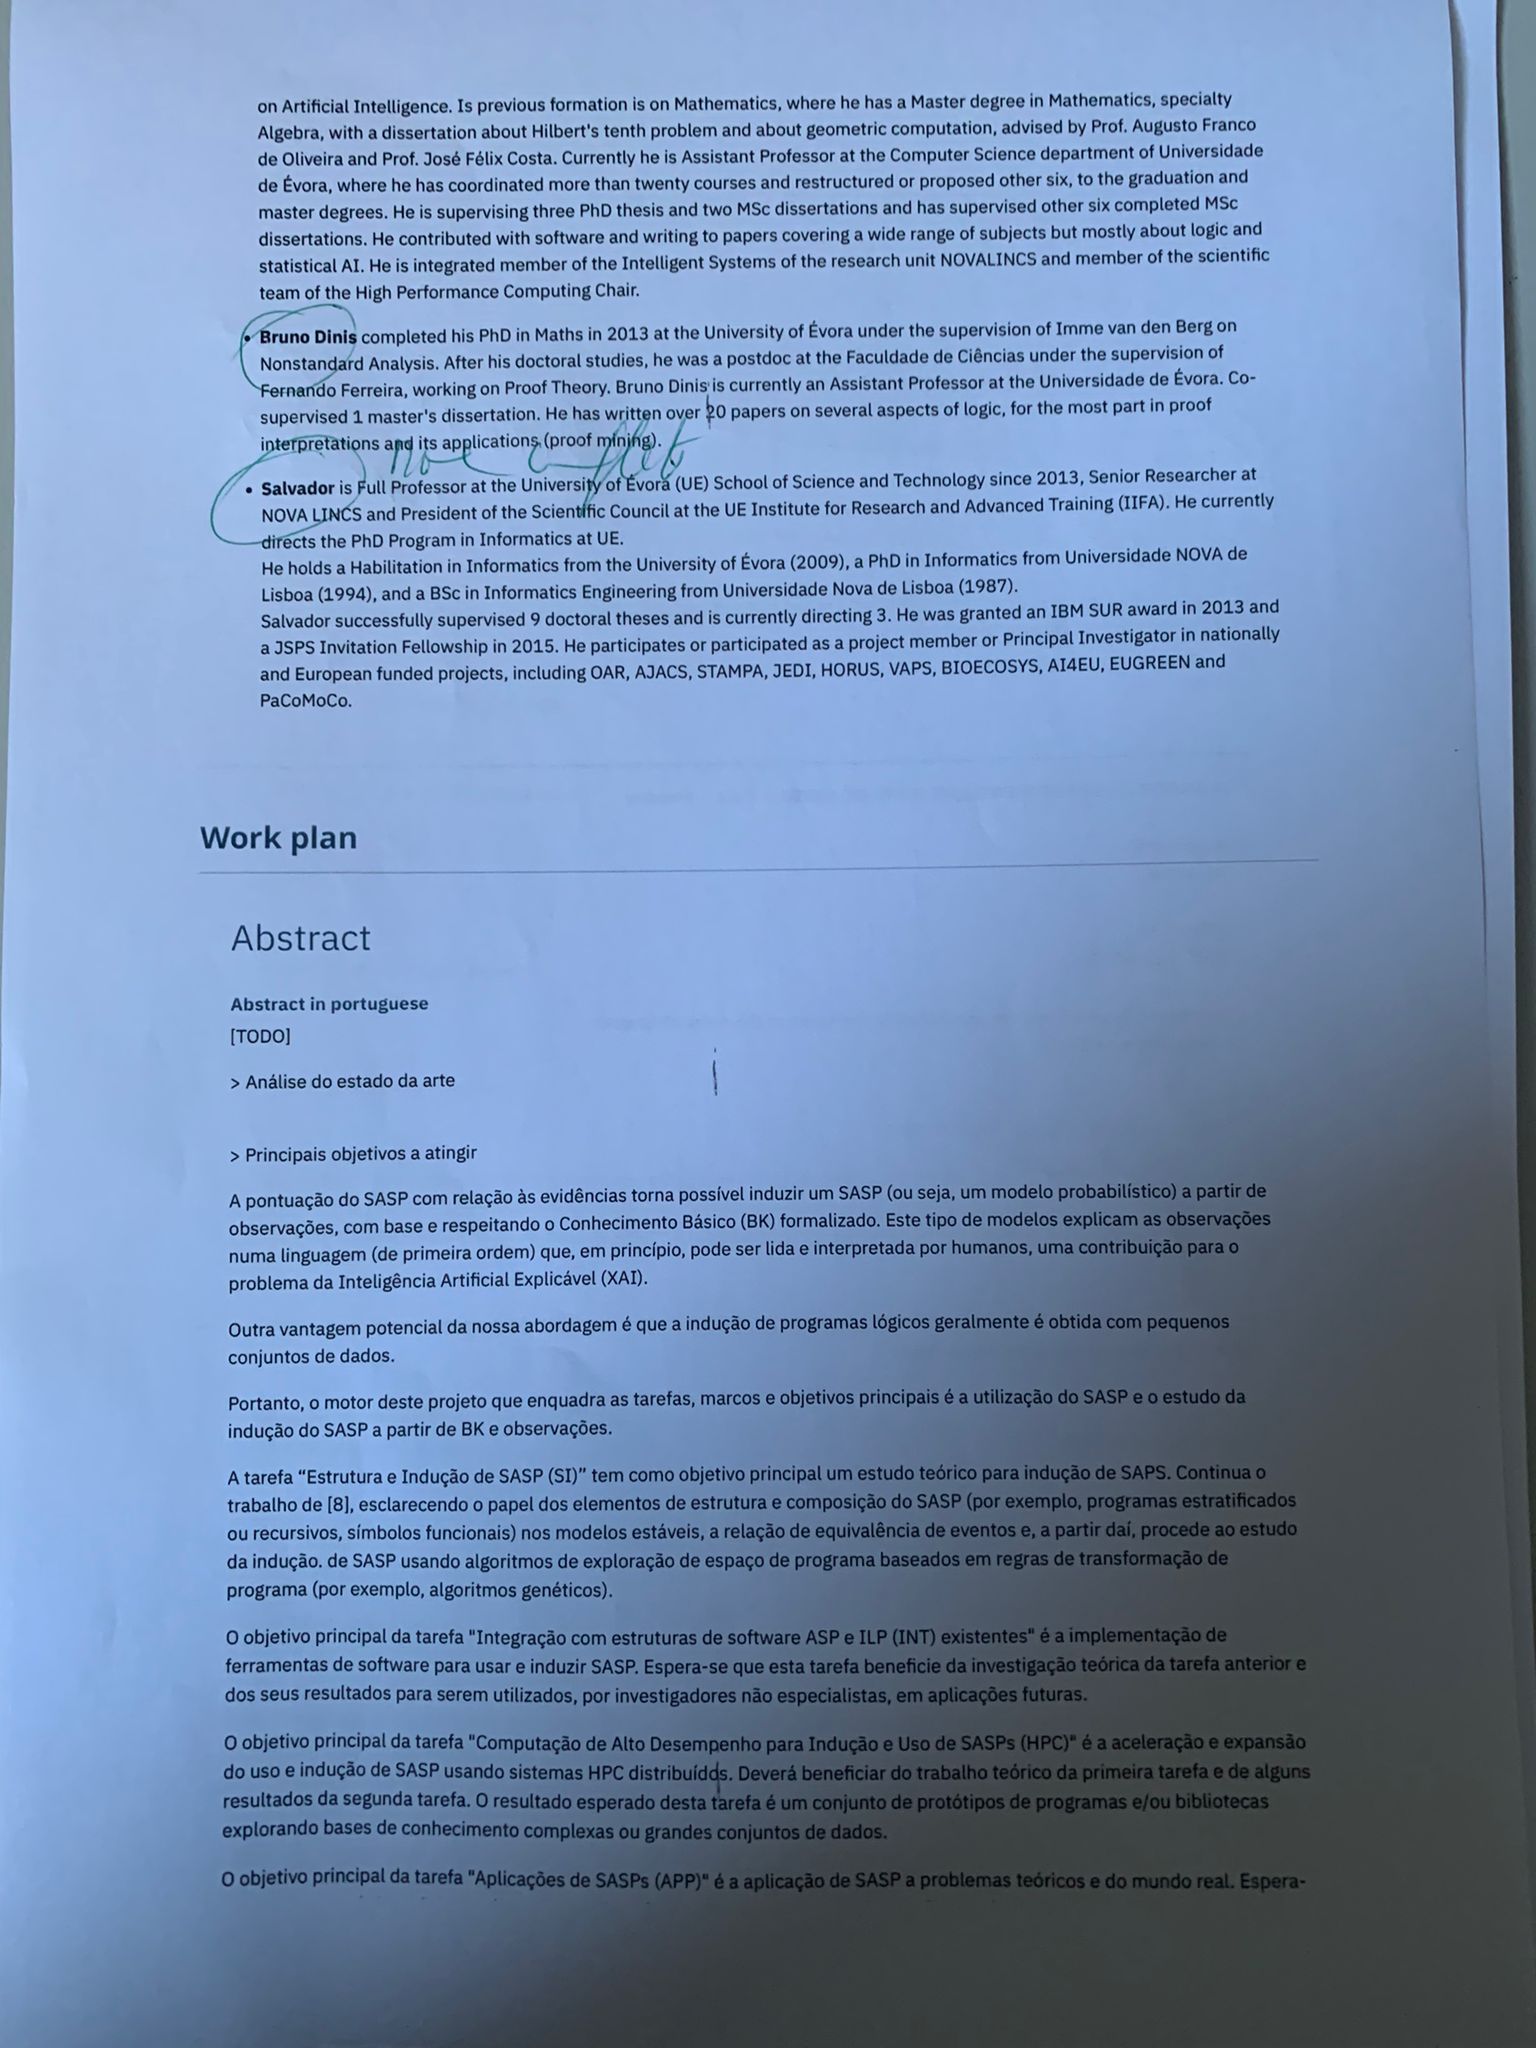 on Artificial Intelligence. Is previous formation is on Mathematics, where he has a Master degree in Mathematics, specialty
Algebra, with a dissertation about Hilbert's tenth problem and about geometric computation, advised by Prof. Augusto Franco
de Oliveira and Prof. José Félix Costa. Currently he is Assistant Professor at the Computer Science department of Universidade
de Évora, where he has coordinated more than twenty courses and restructured or proposed other six, to the graduation and
master degrees. He is supervising three PhD thesis and two MSc dissertations and has supervised other six completed MSc
dissertations. He contributed with software and writing to papers covering a wide range of subjects but mostly about logic and
statistical AI. He is integrated member of the Intelligent Systems of the research unit NOVALINCS and member of the scientific
team of the High Performance Computing Chair.
• Bruno Dinis completed his PhD in Maths in 2013 at the University of Évora under the supervision of Imme van den Berg on
Nonstandard Analysis. After his doctoral studies, he was a postdoc at the Faculdade de Ciências under the supervision of
Fernando Ferreira, working on Proof Theory. Bruno Dinis is currently an Assistant Professor at the Universidade de Évora. Co-
supervised 1 master's dissertation. He has written over 20 papers on several aspects of logic, for the most part in proof
interpretations and its applications (proof mining).
• Salvador is Full Professor at the University of Évora (UE) School of Science and Technology since 2013, Senior Researcher at
NOVA LINCS and President of the Scientific Council at the UE Institute for Research and Advanced Training (IIFA). He currently
directs the PhD Program in Informatics at UE.
He holds a Habilitation in Informatics from the University of Évora (2009), a PhD in Informatics from Universidade NOVA de
Lisboa (1994), and a BSc in Informatics Engineering from Universidade Nova de Lisboa (1987).
Salvador successfully supervised 9 doctoral theses and is currently directing 3. He was granted an IBM SUR award in 2013 and
a JSPS Invitation Fellowship in 2015. He participates or participated as a project member or Principal Investigator in nationally
and European funded projects, including OAR, AJACS, STAMPA, JEDI, HORUS, VAPS, BIOECOSYS, AI4EU, EUGREEN and
PaCoMoCo.
Work plan
Abstract
Abstract in portuguese
[TODO]
> Análise do estado da arte
> Principais objetivos a atingir
A pontuação do SASP com relação às evidências torna possível induzir um SASP (ou seja, um modelo probabilístico) a partir de
observações, com base e respeitando o Conhecimento Básico (BK) formalizado. Este tipo de modelos explicam as observações
numa linguagem (de primeira ordem) que, em princípio, pode ser lida e interpretada por humanos, uma contribuição para o
problema da Inteligência Artificial Explicável (XAI).
Outra vantagem potencial da nossa abordagem é que a indução de programas lógicos geralmente é obtida com pequenos
conjuntos de dados.
Portanto, o motor deste projeto que enquadra as tarefas, marcos e objetivos principais é a utilização do SASP e o estudo da
indução do SASP a partir de BK e observações.
A tarefa “Estrutura e Indução de SASP (SI)” tem como objetivo principal um estudo teórico para indução de SAPS. Continua o
trabalho de [8], esclarecendo o papel dos elementos de estrutura e composição do SASP (por exemplo, programas estratificados
ou recursivos, símbolos funcionais) nos modelos estáveis, a relação de equivalência de eventos e, a partir daí, procede ao estudo
da indução. de SASP usando algoritmos de exploração de espaço de programa baseados em regras de transformação de
programa (por exemplo, algoritmos genéticos).
O objetivo principal da tarefa "Integração com estruturas de software ASP e ILP (INT) existentes" é a implementação de
ferramentas de software para usar e induzir SASP. Espera-se que esta tarefa beneficie da investigação teórica da tarefa anterior e
dos seus resultados para serem utilizados, por investigadores não especialistas, em aplicações futuras.
O objetivo principal da tarefa "Computação de Alto Desempenho para Indução e Uso de SASPs (HPC)" é a aceleração e expansão
do uso e indução de SASP usando sistemas HPC distribuídos. Deverá beneficiar do trabalho teórico da primeira tarefa e de alguns
resultados da segunda tarefa. O resultado esperado desta tarefa é um conjunto de protótipos de programas e/ou bibliotecas
explorando bases de conhecimento complexas ou grandes conjuntos de dados.
O objetivo principal da tarefa "Aplicações de SASPs (APP)" é a aplicação de SASP a problemas teóricos e do mundo real. Espera-